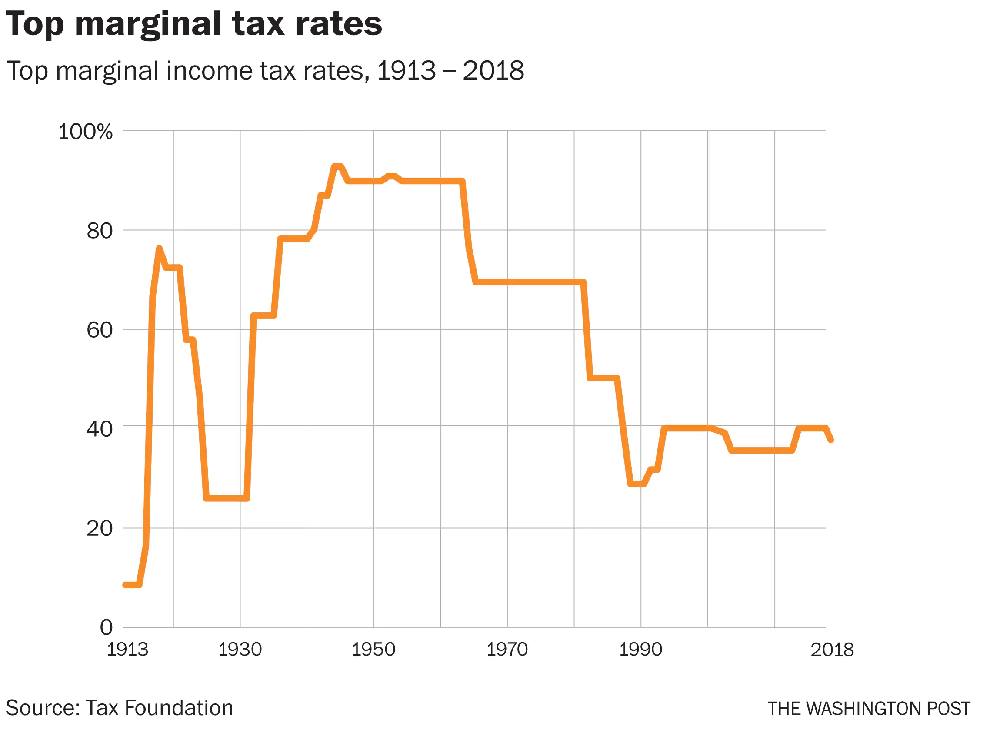 Top marginal tax rates
Top marginal income tax rates, 1913 – 2018
100%
80
60
40
20
0
1913 1930 1950 1970 1990 2018
Source: Tax Foundation
THE WASHINGTON POST